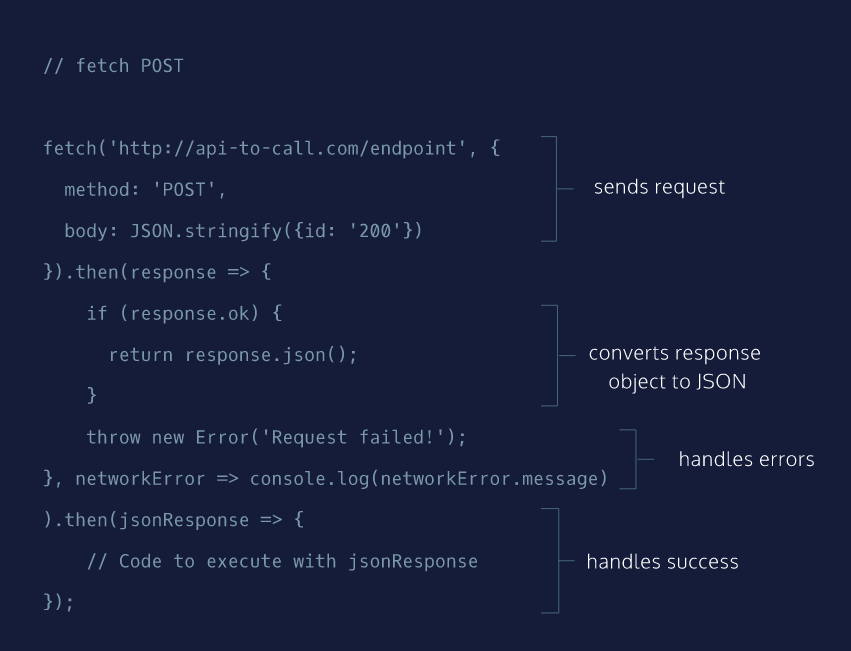 // fetch POST
fetch('http://api-to-call.com/endpoint', {
  method: 'POST',
  body: JSON.stringify({id: '200'})
sends request
}).then(response => {
    if (response.ok) {
      return response.json();
    }
converts response
object to JSON
    throw new Error('Request failed!');
}, networkError => console.log(networkError.message)
handles errors
).then(jsonResponse => {
    // Code to execute with jsonResponse
});
handles success